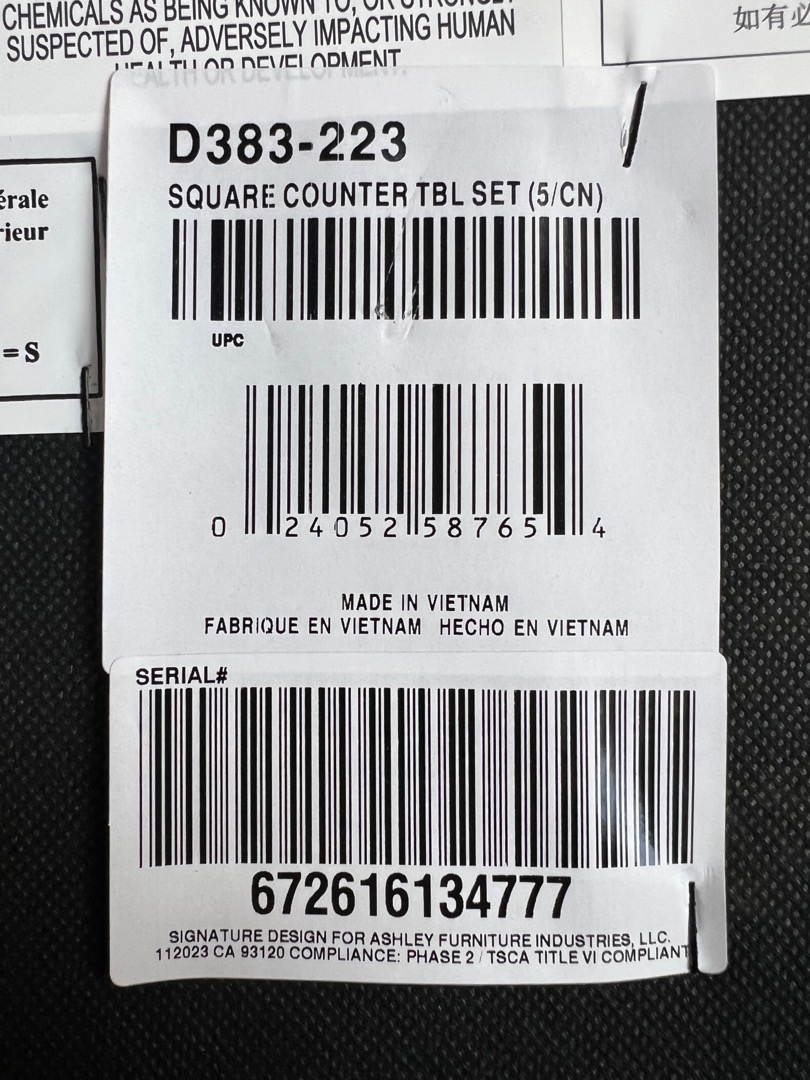 CHEMICALS AS BEING KNOWN TO, OR STRONGLY
SUSPECTED OF, ADVERSELY IMPACTING HUMAN
HEALTH OR DEVELOPMENT.
如有必
érale
rieur
= S
D383-223
SQUARE COUNTER TBL SET (5/CN)
UPC
0 24052 58765 4
MADE IN VIETNAM
FABRIQUE EN VIETNAM HECHO EN VIETNAM
SERIAL#
672616134777
SIGNATURE DESIGN FOR ASHLEY FURNITURE INDUSTRIES, LLC.
112023 CA 93120 COMPLIANCE: PHASE 2 / TSCA TITLE VI COMPLIANT